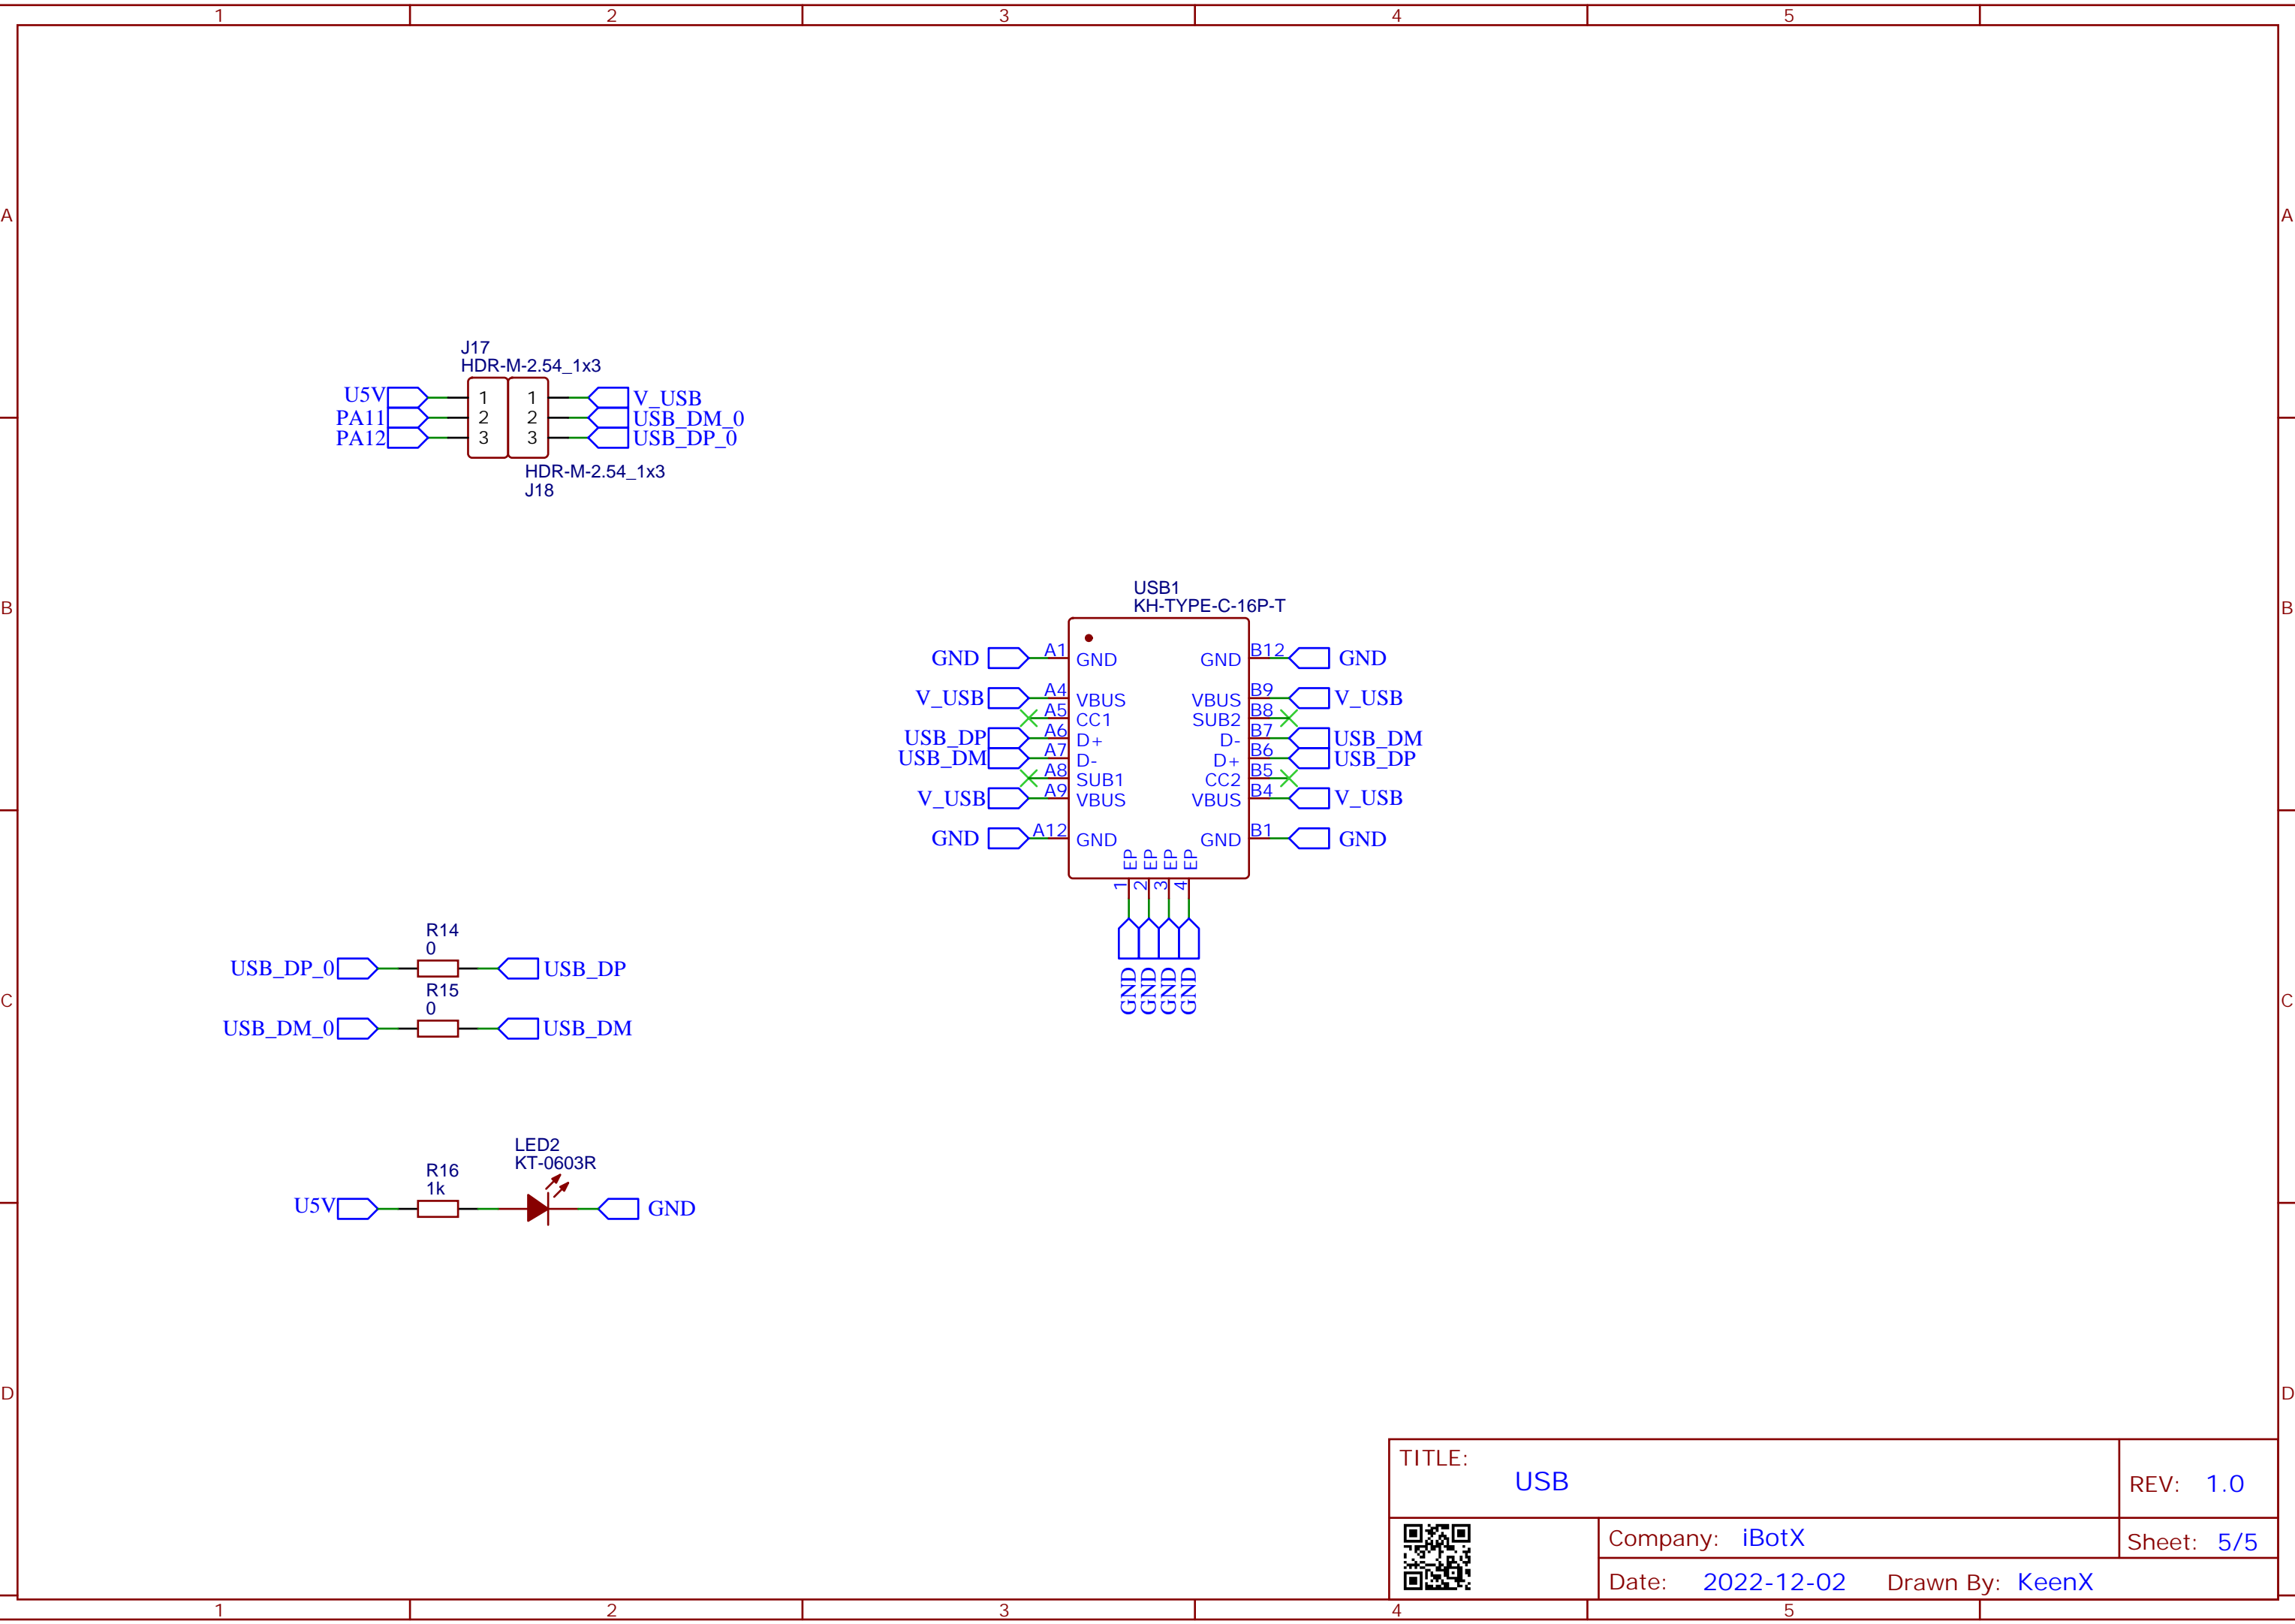 1 2 3 4 5
A A
J17
HDR-M-2.54_1x3
U5V 1 1 V_USB
PA11 2 2 USB_DM_0
PA12 3 3 USB_DP_0
HDR-M-2.54_1x3
J18
USB1
KH-TYPE-C-16P-T
B B
GND A1 GND GND B12 GND
V_USB A4 VBUS VBUS B9 V_USB
A5 CC1 SUB2 B8
USB_DP A6 D+ D- B7 USB_DM
USB_DM A7 D- D+ B6 USB_DP
A8 SUB1 CC2 B5
V_USB A9 VBUS VBUS B4 V_USB
GND A12 GND GND B1 GND
EP EP EP EP
1 2 3 4
GND GND GND GND
R14
0
USB_DP_0 USB_DP
R15
0
C C
USB_DM_0 USB_DM
LED2
KT-0603R
R16
1k
U5V GND
D D
TITLE:
USB
REV: 1.0
Company: iBotX
Sheet: 5/5
Date: 2022-12-02 Drawn By: KeenX
1 2 3 4 5